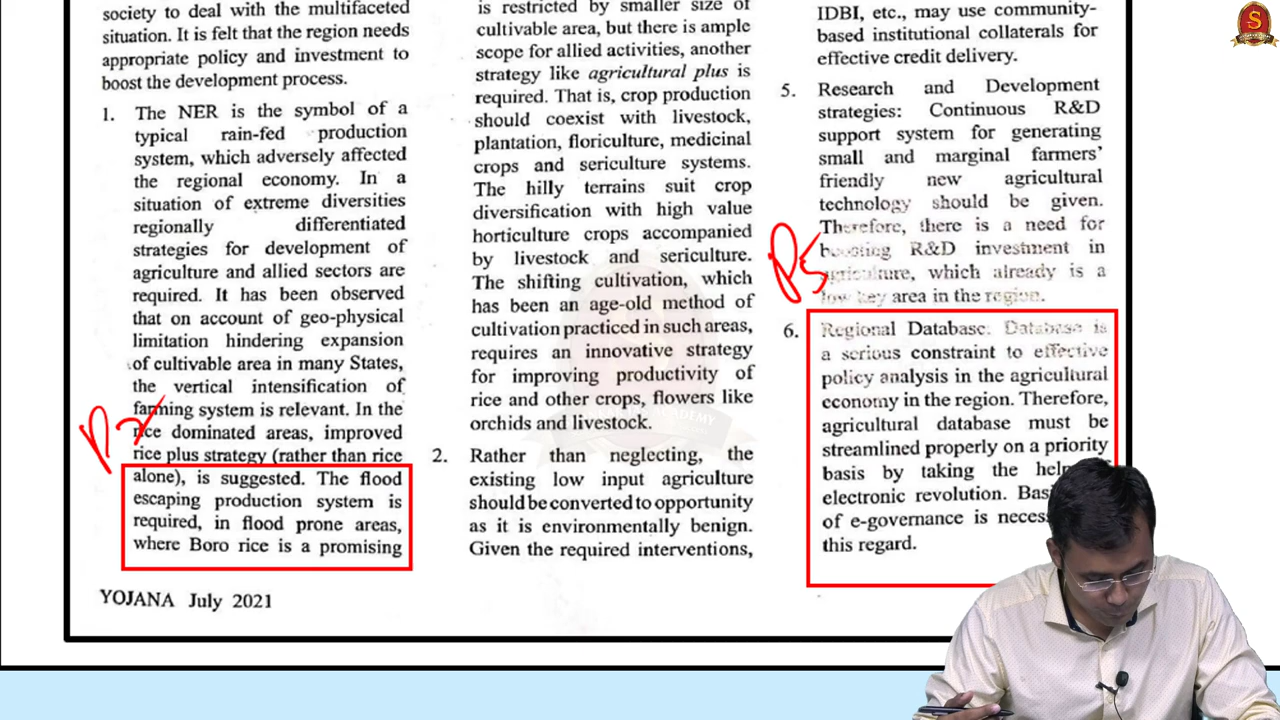 society to deal with the multifaceted
situation. It is felt that the region needs
appropriate policy and investment to
boost the development process.
1. The NER is the symbol of a
typical rain-fed production
system, which adversely affected
the regional economy. In a
situation of extreme diversities
regionally differentiated
strategies for development of
agriculture and allied sectors are
required. It has been observed
that on account of geo-physical
limitation hindering expansion
of cultivable area in many States,
the vertical intensification of
farming system is relevant. In the
rice dominated areas, improved
rice plus strategy (rather than rice
alone), is suggested. The flood
escaping production system is
required, in flood prone areas,
where Boro rice is a promising
YOJANA July 2021
is restricted by smaller size of
cultivable area, but there is ample
scope for allied activities, another
strategy like agricultural plus is
required. That is, crop production
should coexist with livestock,
plantation, floriculture, medicinal
crops and sericulture systems.
The hilly terrains suit crop
diversification with high value
horticulture crops accompanied
by livestock and sericulture.
The shifting cultivation, which
has been an age-old method of
cultivation practiced in such areas,
requires an innovative strategy
for improving productivity of
rice and other crops, flowers like
orchids and livestock.
2. Rather than neglecting, the
existing low input agriculture
should be converted to opportunity
as it is environmentally benign.
Given the required interventions,
IDBI, etc., may use community-
based institutional collaterals for
effective credit delivery.
5. Research and Development
strategies: Continuous R&D
support system for generating
small and marginal farmers'
friendly new agricultural
technology should be given.
Therefore, there is a need for
boosting R&D investment in
agriculture, which already is a
low key area in the region.
6. Regional Database: Database is
a serious constraint to effective
policy analysis in the agricultural
economy in the region. Therefore,
agricultural database must be
streamlined properly on a priority
basis by taking the help
electronic revolution.
of e-governance is
this regard.